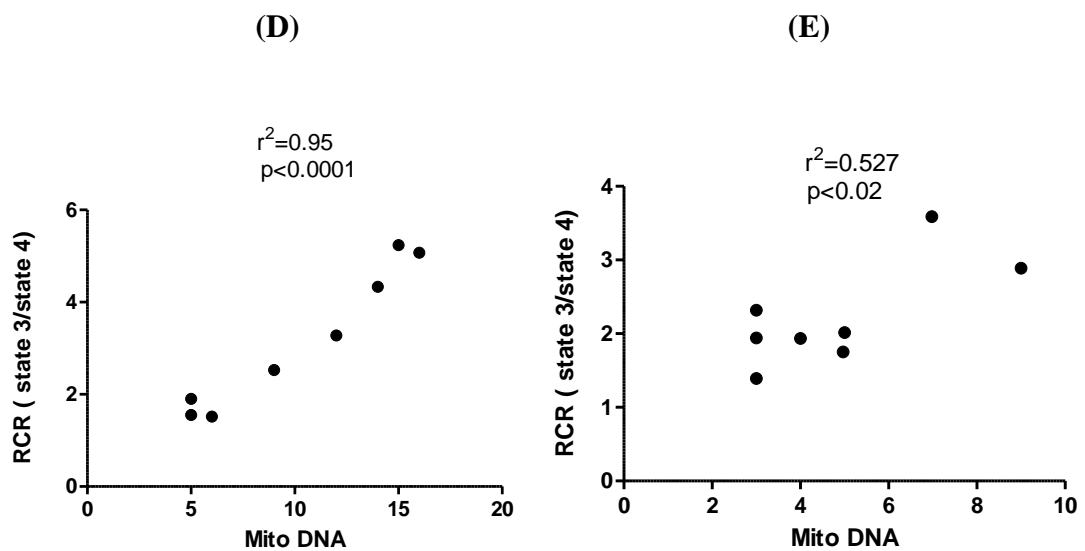 (D)
(E)
r²=0.95
p<0.0001
6
4
2
0
RCR ( state 3/state 4)
0 5 10 15 20
Mito DNA
r²=0.527
p<0.02
4
3
2
1
0
RCR ( state 3/state 4)
0 2 4 6 8 10
Mito DNA